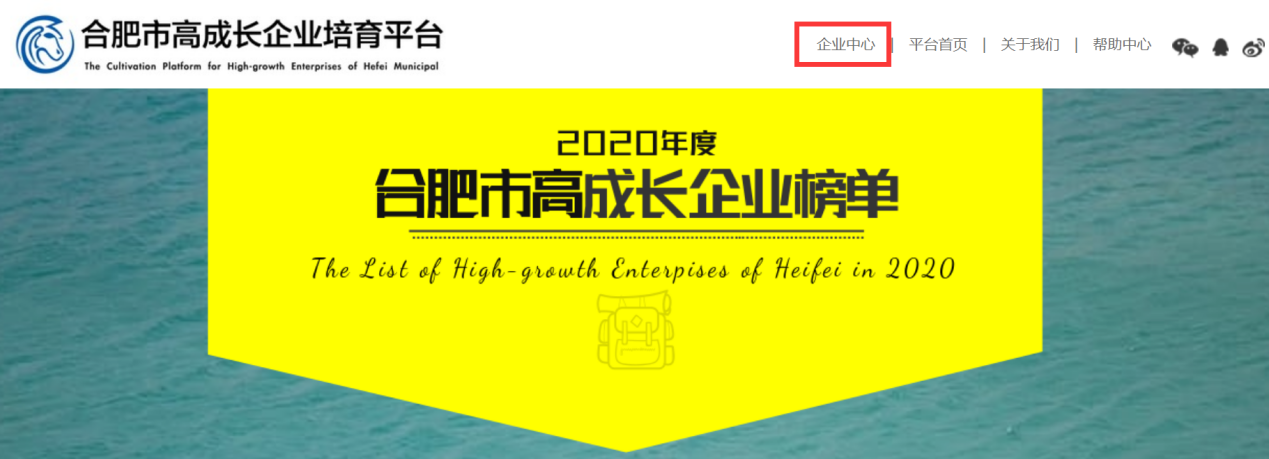 合肥市高成长企业培育平台
The Cultivation Platform for High-growth Enterprises of Hefei Municipal
企业中心 | 平台首页 | 关于我们 | 帮助中心
2020年度
合肥市高成长企业榜单
The List of High-growth Enterpises of Heifei in 2020